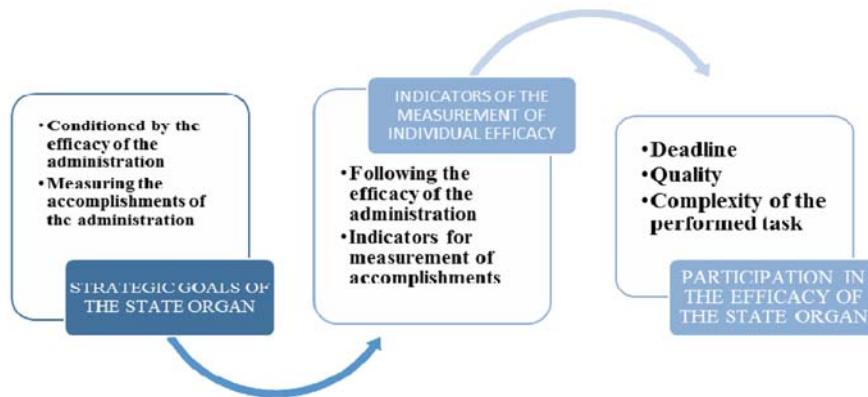 •Conditioned by the
efficacy of the
administration
•Measuring the
accomplishments of
the administration
STRATEGIC GOALS OF
THE STATE ORGAN
INDICATORS OF THE
MEASUREMENT OF
INDIVIDUAL EFFICACY
•Following the
efficacy of the
administration
•Indicators for
measurement of
accomplishments
•Deadline
•Quality
•Complexity of the
performed task
PARTICIPATION IN
THE EFFICACY OF
THE STATE ORGAN